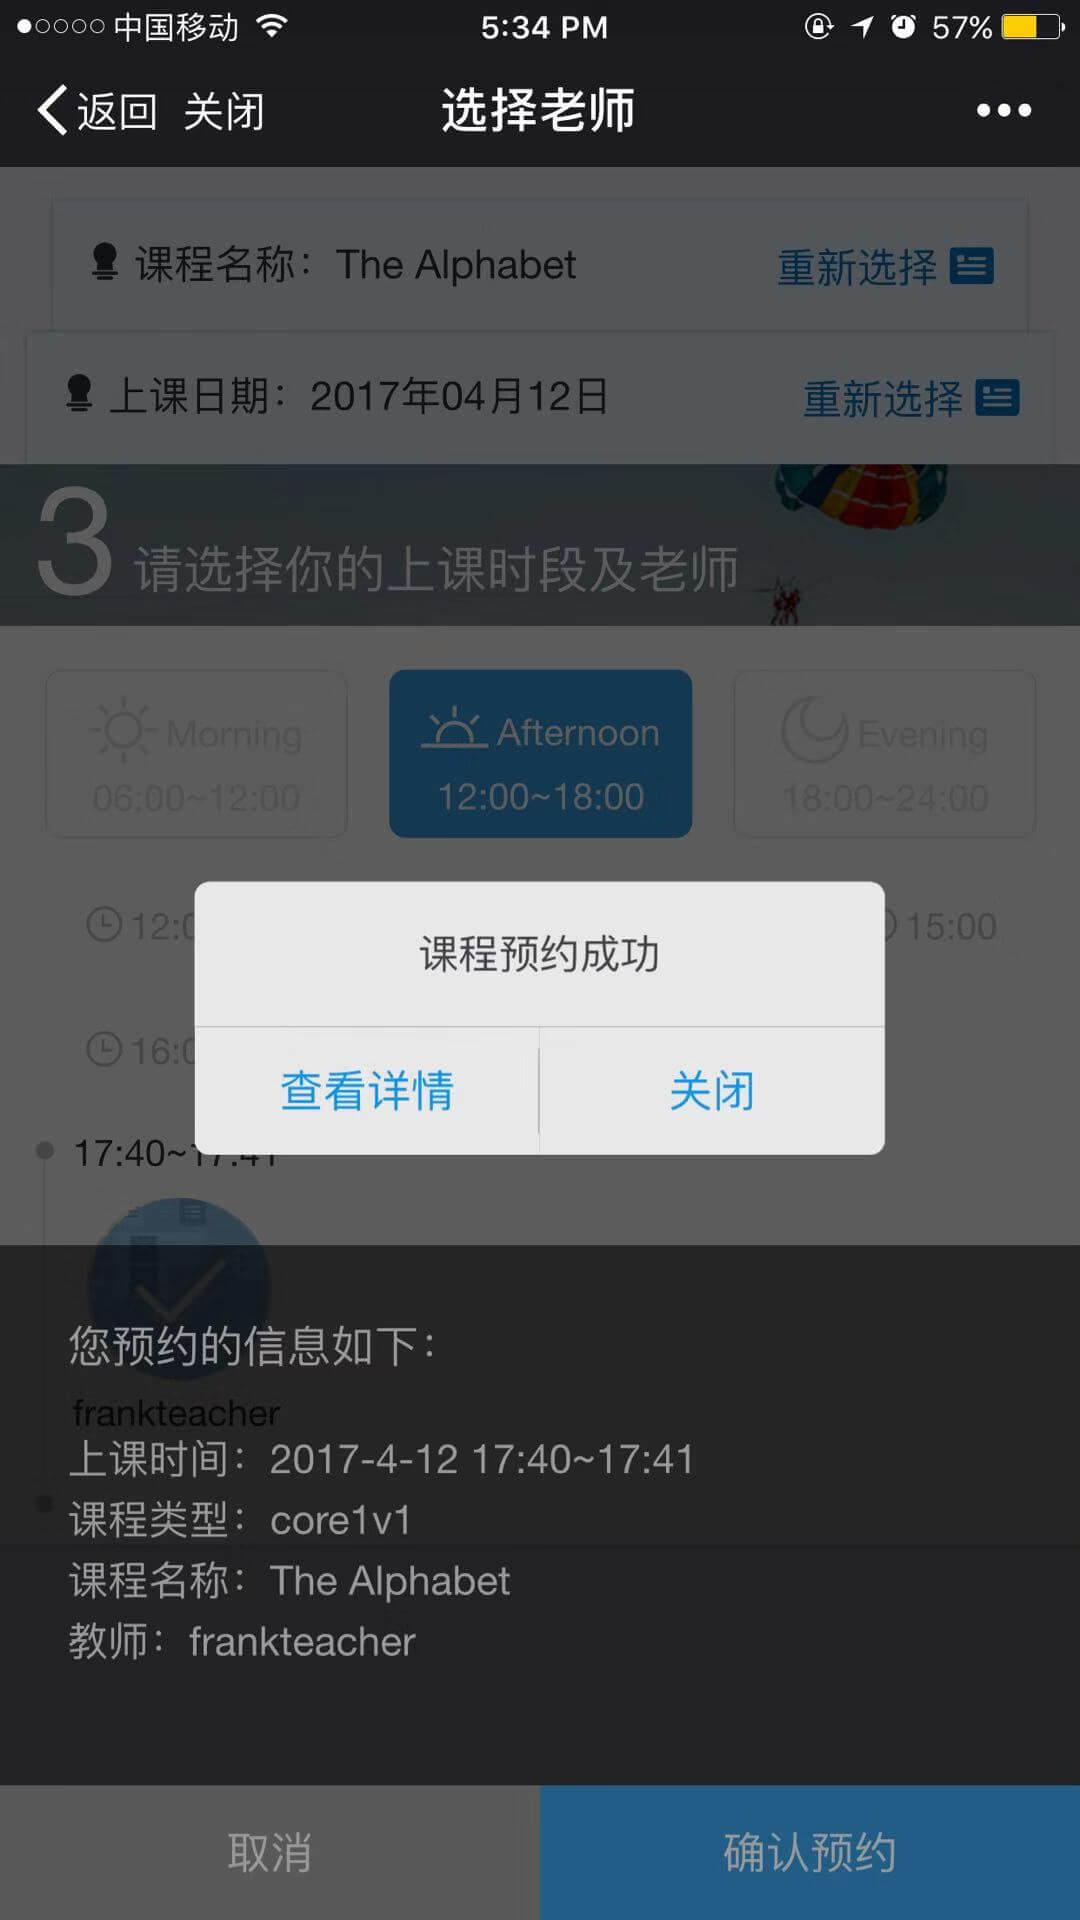 中国移动 5:34 PM 57%
返回 关闭 选择老师
课程名称：The Alphabet 重新选择
上课日期：2017年04月12日 重新选择
3 请选择你的上课时段及老师
Morning
06:00~12:00
Afternoon
12:00~18:00
Evening
18:00~24:00
12:0 15:00
课程预约成功
16:0
查看详情 关闭
17:40~17:41
您预约的信息如下：
frankteacher
上课时间：2017-4-12 17:40~17:41
课程类型：core1v1
课程名称：The Alphabet
教师：frankteacher
取消 确认预约